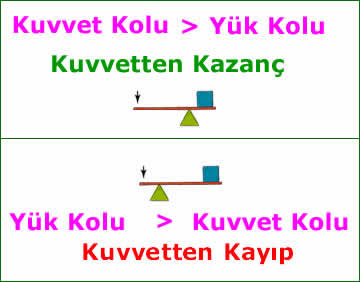 Kuvvet Kolu > Yük Kolu
Kuvvetten Kazanç
Yük Kolu > Kuvvet Kolu
Kuvvetten Kayıp